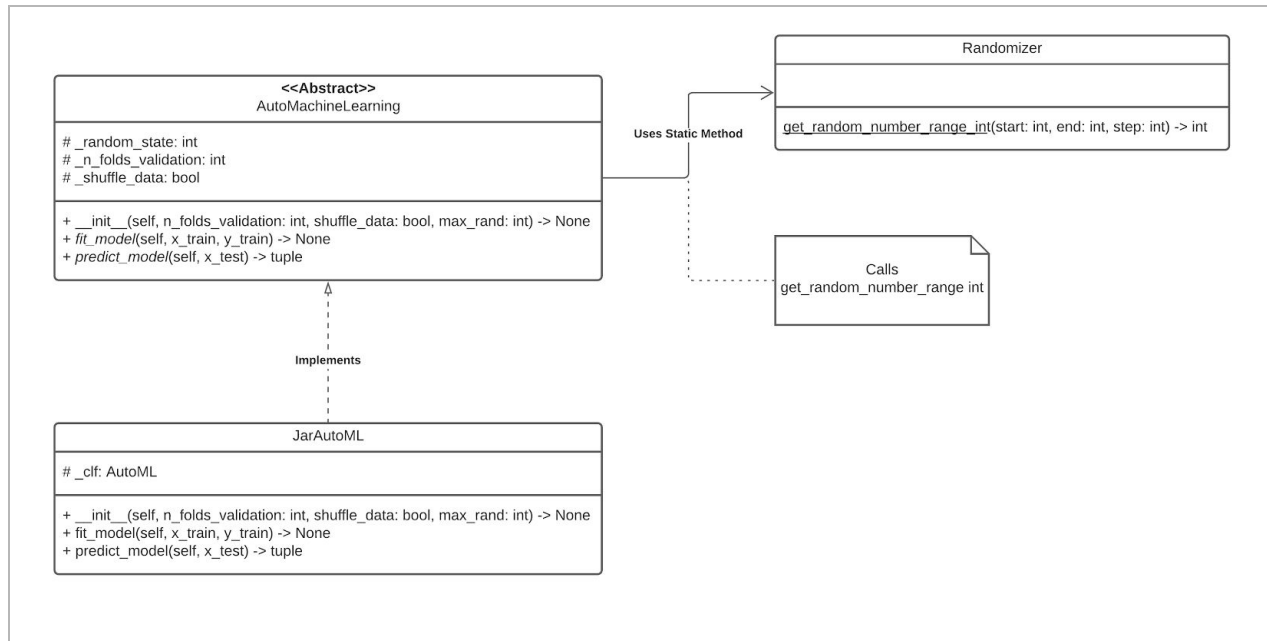 <<Abstract>>
AutoMachineLearning
# _random_state: int
# _n_folds_validation: int
# _shuffle_data: bool
+ __init__(self, n_folds_validation: int, shuffle_data: bool, max_rand: int) -> None
+ fit_model(self, x_train, y_train) -> None
+ predict_model(self, x_test) -> tuple
Uses Static Method
Randomizer
get_random_number_range_int(start: int, end: int, step: int) -> int
Calls
get_random_number_range int
Implements
JarAutoML
# _clf: AutoML
+ __init__(self, n_folds_validation: int, shuffle_data: bool, max_rand: int) -> None
+ fit_model(self, x_train, y_train) -> None
+ predict_model(self, x_test) -> tuple